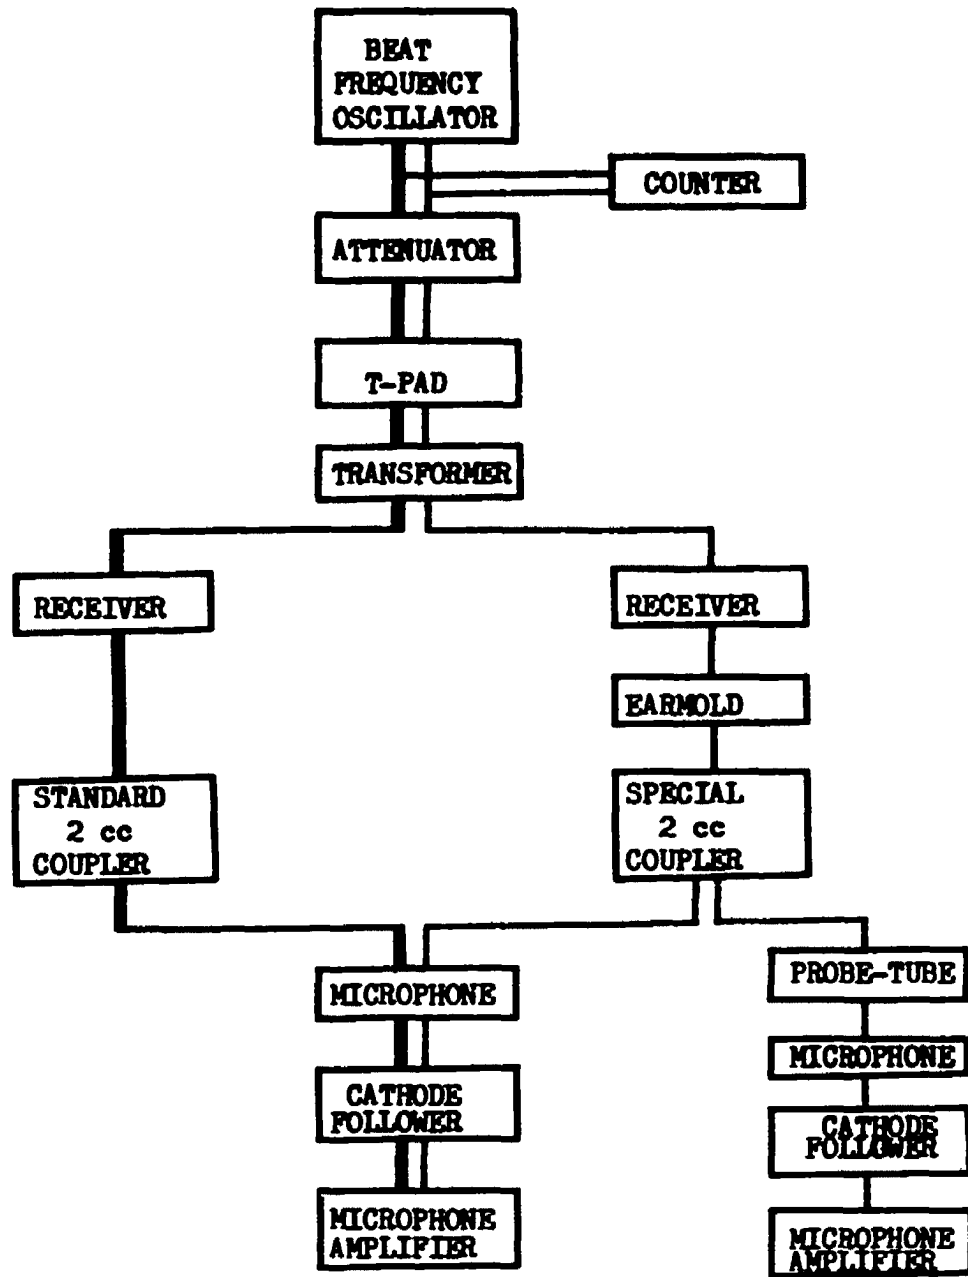 BEAT
FREQUENCY
OSCILLATOR
COUNTER
ATTENUATOR
T-PAD
TRANSFORMER
RECEIVER
RECEIVER
EARMOLD
STANDARD
2 cc
COUPLER
SPECIAL
2 cc
COUPLER
MICROPHONE
CATHODE
FOLLOWER
MICROPHONE
AMPLIFIER
PROBE-TUBE
MICROPHONE
CATHODE
FOLLOWER
MICROPHONE
AMPLIFIER